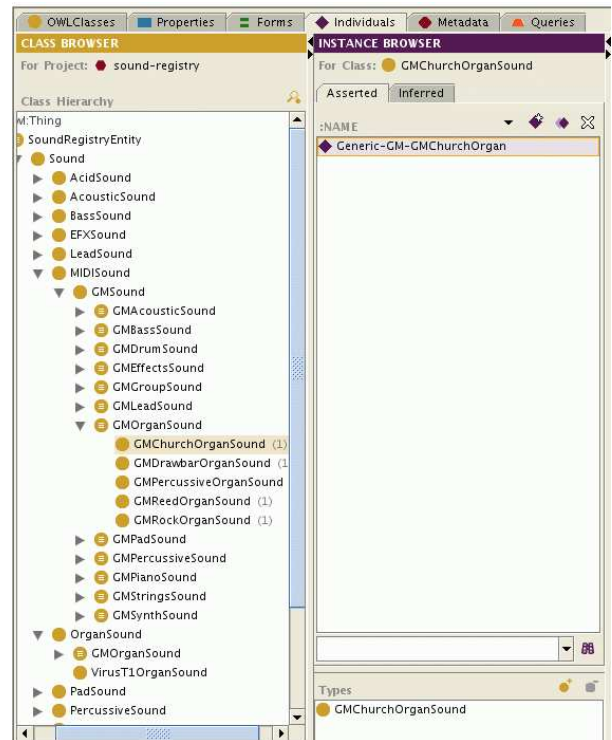 OWLClasses Properties Forms Individuals Metadata Queries
CLASS BROWSER
For Project: sound-registry
Class Hierarchy
wl:Thing
SoundRegistryEntity
Sound
AcidSound
AcousticSound
BassSound
EFXSound
LeadSound
MIDISound
GMSound
GMAcousticSound
GMBassSound
GMDrumSound
GMEffectsSound
GMGroupSound
GMLeadSound
GMOrganSound
GMChurchOrganSound (1)
GMDrawbarOrganSound (1
GMPercussiveOrganSound
GMReedOrganSound (1)
GMRockOrganSound (1)
GMPadSound
GMPercussiveSound
GMPianoSound
GMStringsSound
GMSynthSound
OrganSound
GMOrganSound
VirusT1OrganSound
PadSound
PercussiveSound
INSTANCE BROWSER
For Class: GMChurchOrganSound
Asserted Inferred
:NAME
Generic-GM-GMChurchOrgan
Types
GMChurchOrganSound